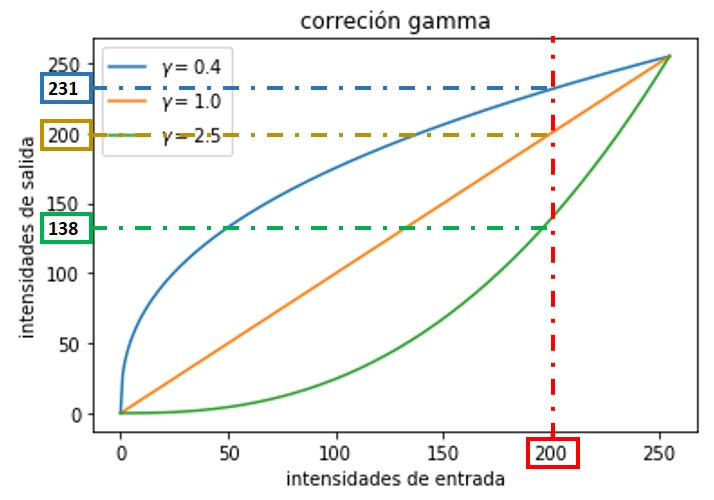 correción gamma
intensidades de salida
250
231
200
150
138
100
50
0
γ = 0.4
γ = 1.0
γ = 2.5
0
50
100
150
200
250
intensidades de entrada